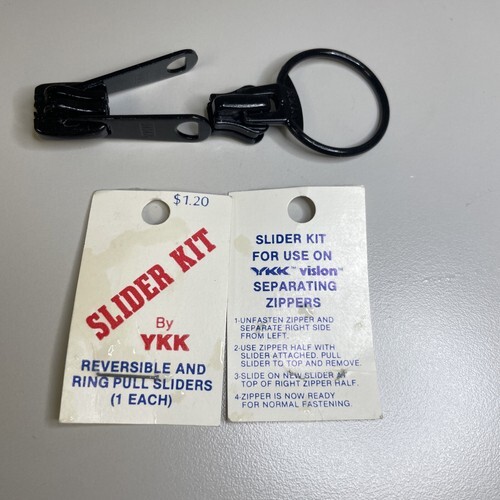 $1.20
SLIDER KIT
By
YKK
REVERSIBLE AND
RING PULL SLIDERS
(1 EACH)
SLIDER KIT
FOR USE ON
YKK™ vislon™
SEPARATING
ZIPPERS
1-UNFASTEN ZIPPER AND
SEPARATE RIGHT SIDE
FROM LEFT.
2-USE ZIPPER HALF WITH
SLIDER ATTACHED. PULL
SLIDER TO TOP AND REMOVE.
3-SLIDE ON NEW SLIDER AT
TOP OF RIGHT ZIPPER HALF.
4-ZIPPER IS NOW READY
FOR NORMAL FASTENING.